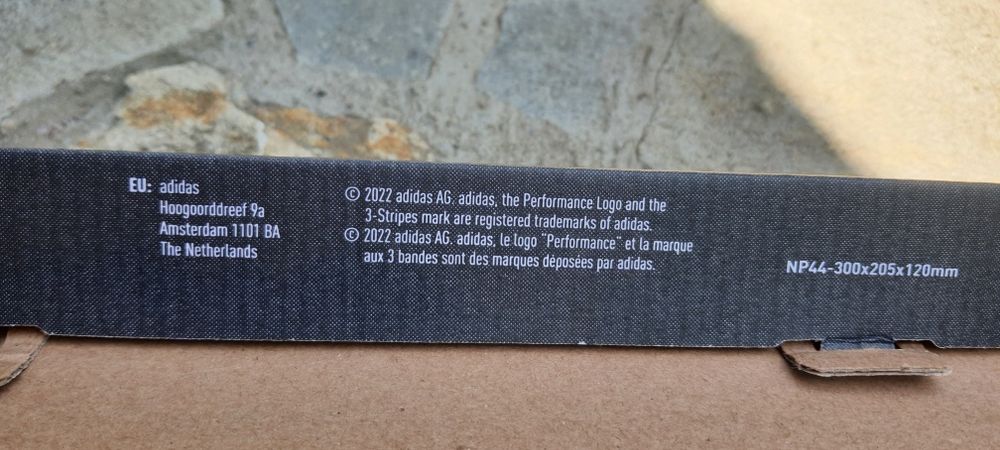 EU: adidas
Hoogoorddreef 9a
Amsterdam 1101 BA
The Netherlands
© 2022 adidas AG. adidas, the Performance Logo and the
3-Stripes mark are registered trademarks of adidas.
© 2022 adidas AG. adidas, le logo "Performance" et la marque
aux 3 bandes sont des marques déposées par adidas.
NP44-300x205x120mm